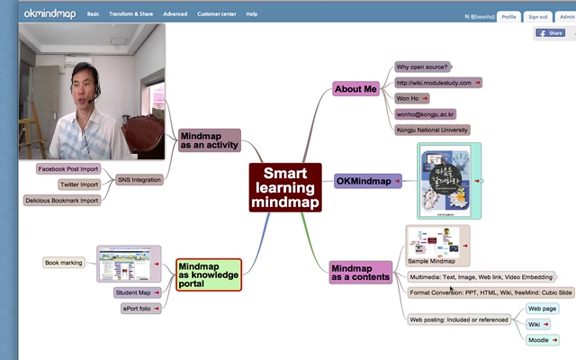 okmindmap
Basic
Transform & Share
Advanced
Customer center
Help
Profile
Sign out
Admin
Share
Mindmap
as an activity
Facebook Post Import
Twitter Import
Delicious Bookmark Import
SNS Integration
Smart
learning
mindmap
Book marking
Student Map
ePort folio
Mindmap
as knowledge
portal
About Me
Why open source?
http://wiki.modulestudy.com
Won Ho
wonho@kongju.ac.kr
Kongju National University
OKMindmap
Mindmap
as a contents
Sample Mindmap
Multimedia: Text, Image, Web link, Video Embedding
Format Conversion: PPT, HTML, Wiki, freeMind: Cubic Slide
Web posting: Included or referenced
Web page
Wiki
Moodle